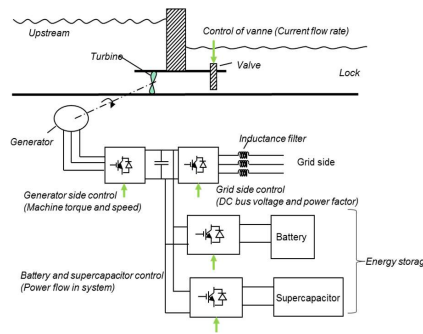 Upstream
Control of vanne (Current flow rate)
Turbine
Valve
Lock
Generator
Inductance filter
Grid side
Generator side control
(Machine torque and speed)
Grid side control
(DC bus voltage and power factor)
Battery
Energy storag
Battery and supercapacitor control
(Power flow in system)
Supercapacitor